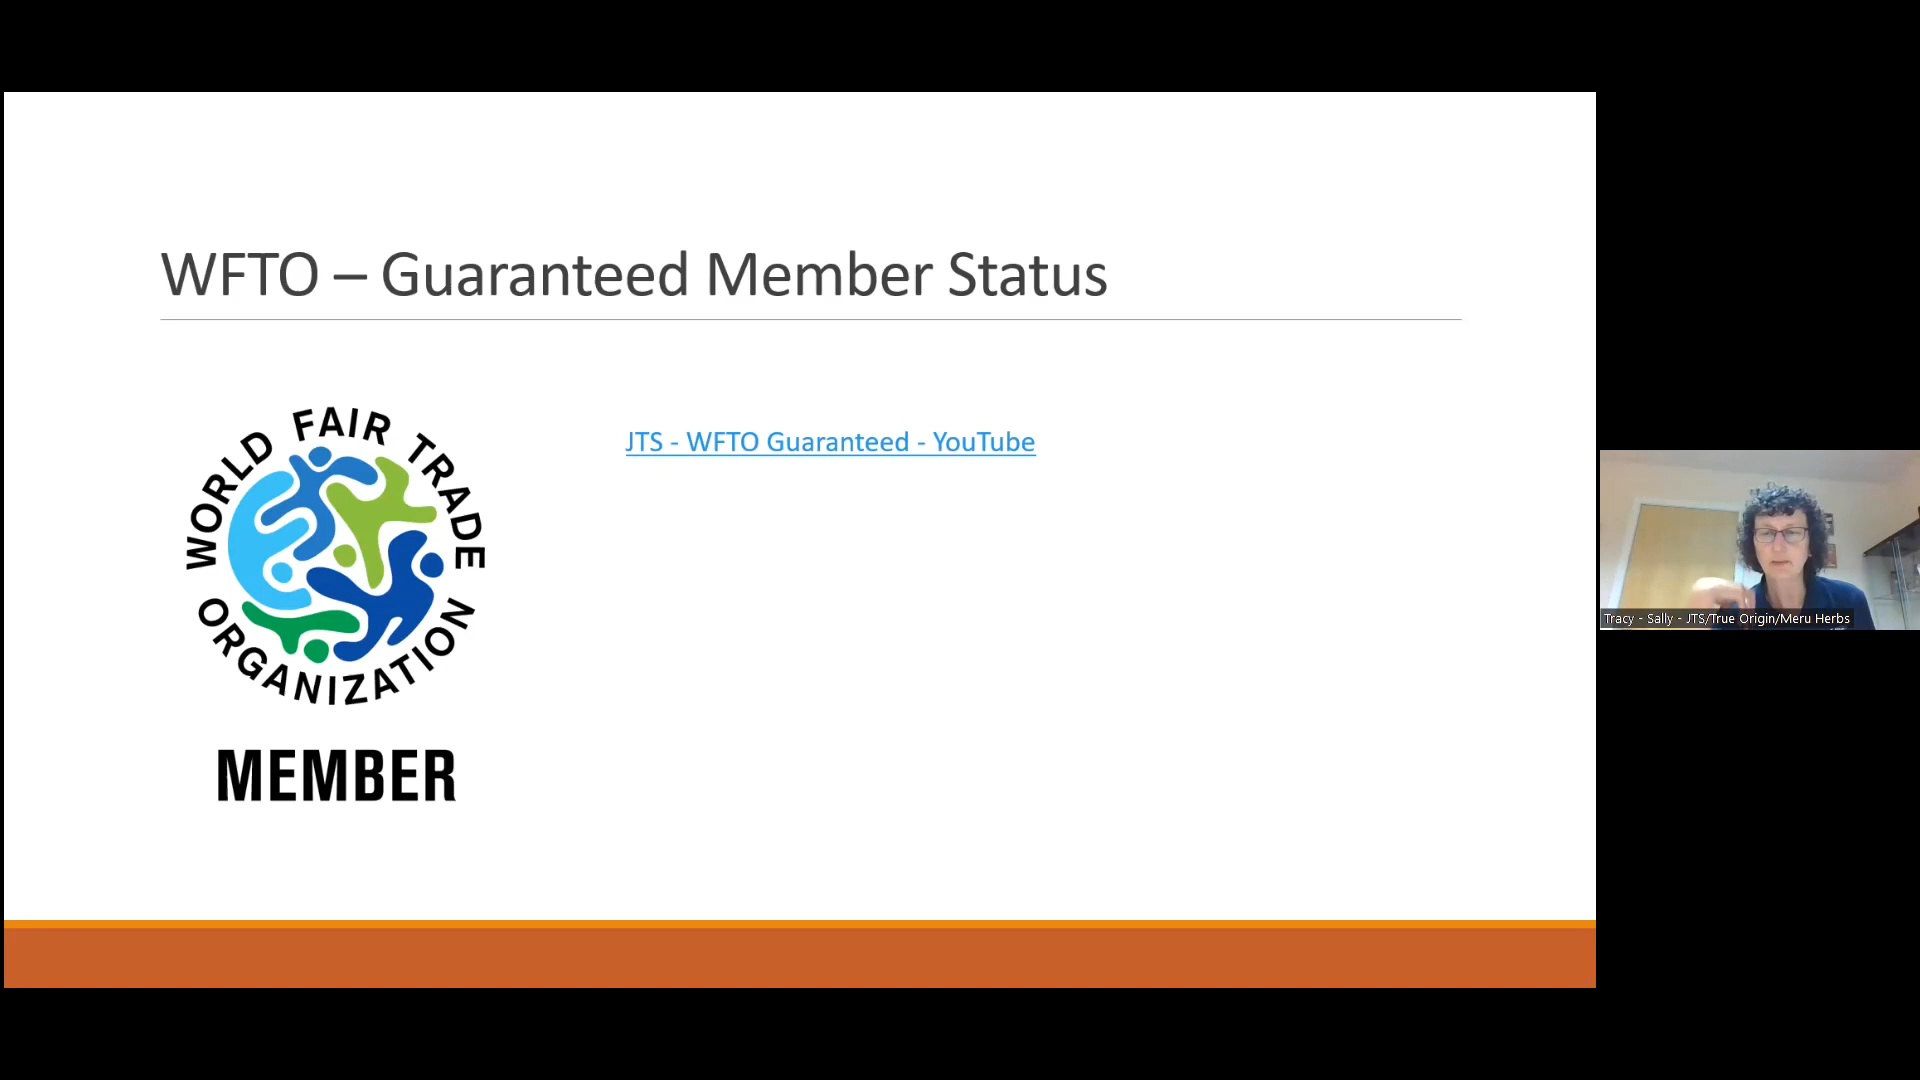 WFTO – Guaranteed Member Status
WORLD FAIR TRADE
ORGANIZATION
MEMBER
JTS - WFTO Guaranteed - YouTube
Tracy - Sally - JTS/True Origin/Meru Herbs